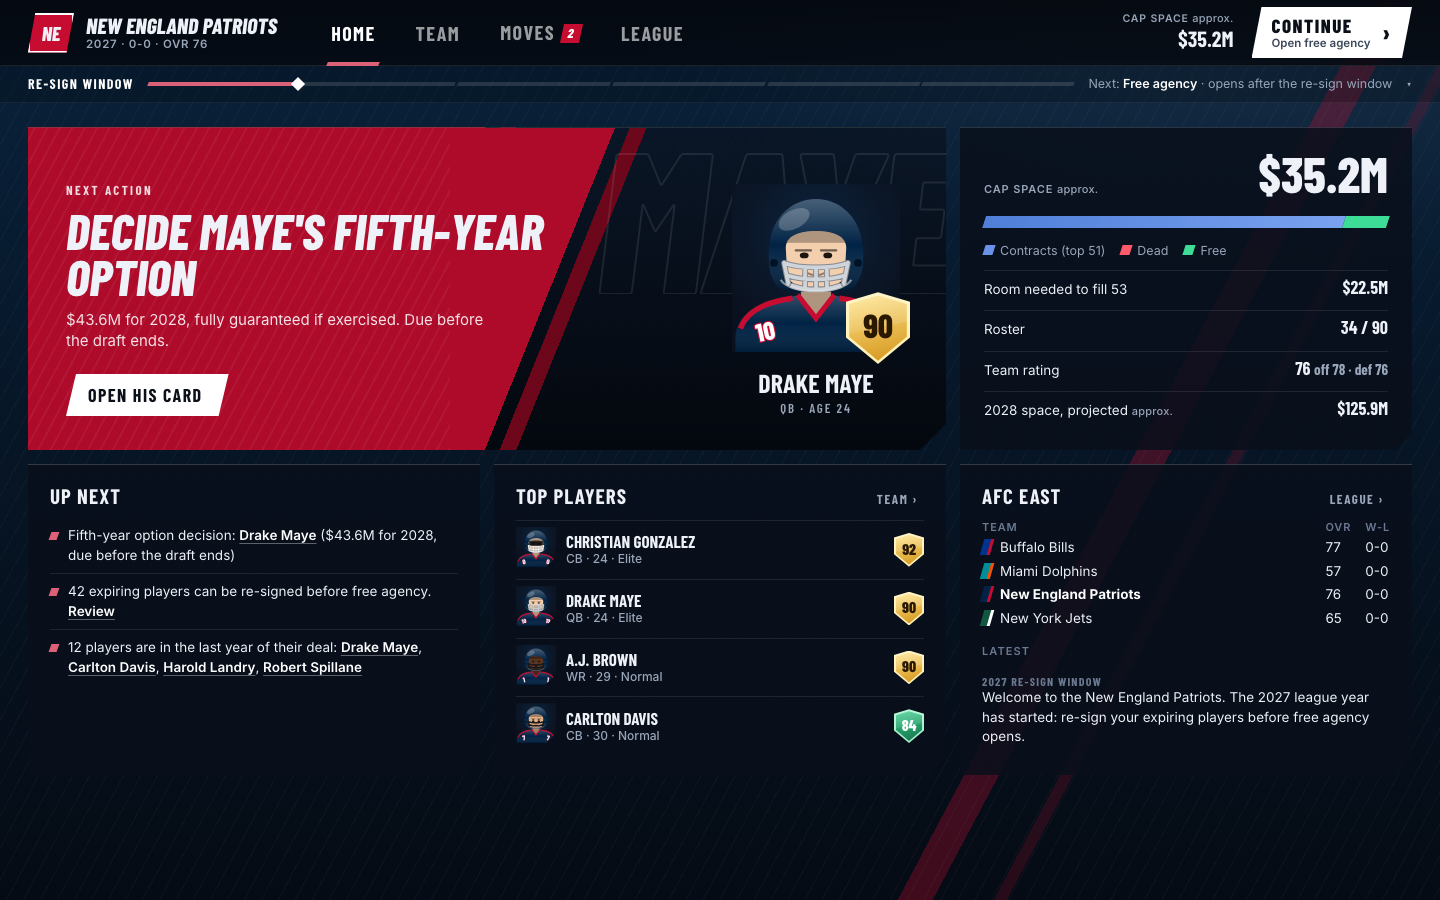 NE
NEW ENGLAND PATRIOTS
2027 · 0-0 · OVR 76
HOME
TEAM
MOVES 2
LEAGUE
CAP SPACE approx.
$35.2M
CONTINUE
Open free agency ›
RE-SIGN WINDOW
Next: Free agency · opens after the re-sign window
NEXT ACTION
DECIDE MAYE'S FIFTH-YEAR
OPTION
$43.6M for 2028, fully guaranteed if exercised. Due before
the draft ends.
OPEN HIS CARD
MAYE
10
90
DRAKE MAYE
QB · AGE 24
CAP SPACE approx.
$35.2M
Contracts (top 51) Dead Free
Room needed to fill 53 $22.5M
Roster 34 / 90
Team rating 76 off 78 · def 76
2028 space, projected approx. $125.9M
UP NEXT
Fifth-year option decision: Drake Maye ($43.6M for 2028,
due before the draft ends)
42 expiring players can be re-signed before free agency.
Review
12 players are in the last year of their deal: Drake Maye,
Carlton Davis, Harold Landry, Robert Spillane
TOP PLAYERS
TEAM ›
CHRISTIAN GONZALEZ
CB · 24 · Elite
92
DRAKE MAYE
QB · 24 · Elite
90
A.J. BROWN
WR · 29 · Normal
90
CARLTON DAVIS
CB · 30 · Normal
84
AFC EAST
LEAGUE ›
TEAM OVR W-L
Buffalo Bills 77 0-0
Miami Dolphins 57 0-0
New England Patriots 76 0-0
New York Jets 65 0-0
LATEST
2027 RE-SIGN WINDOW
Welcome to the New England Patriots. The 2027 league year
has started: re-sign your expiring players before free agency
opens.